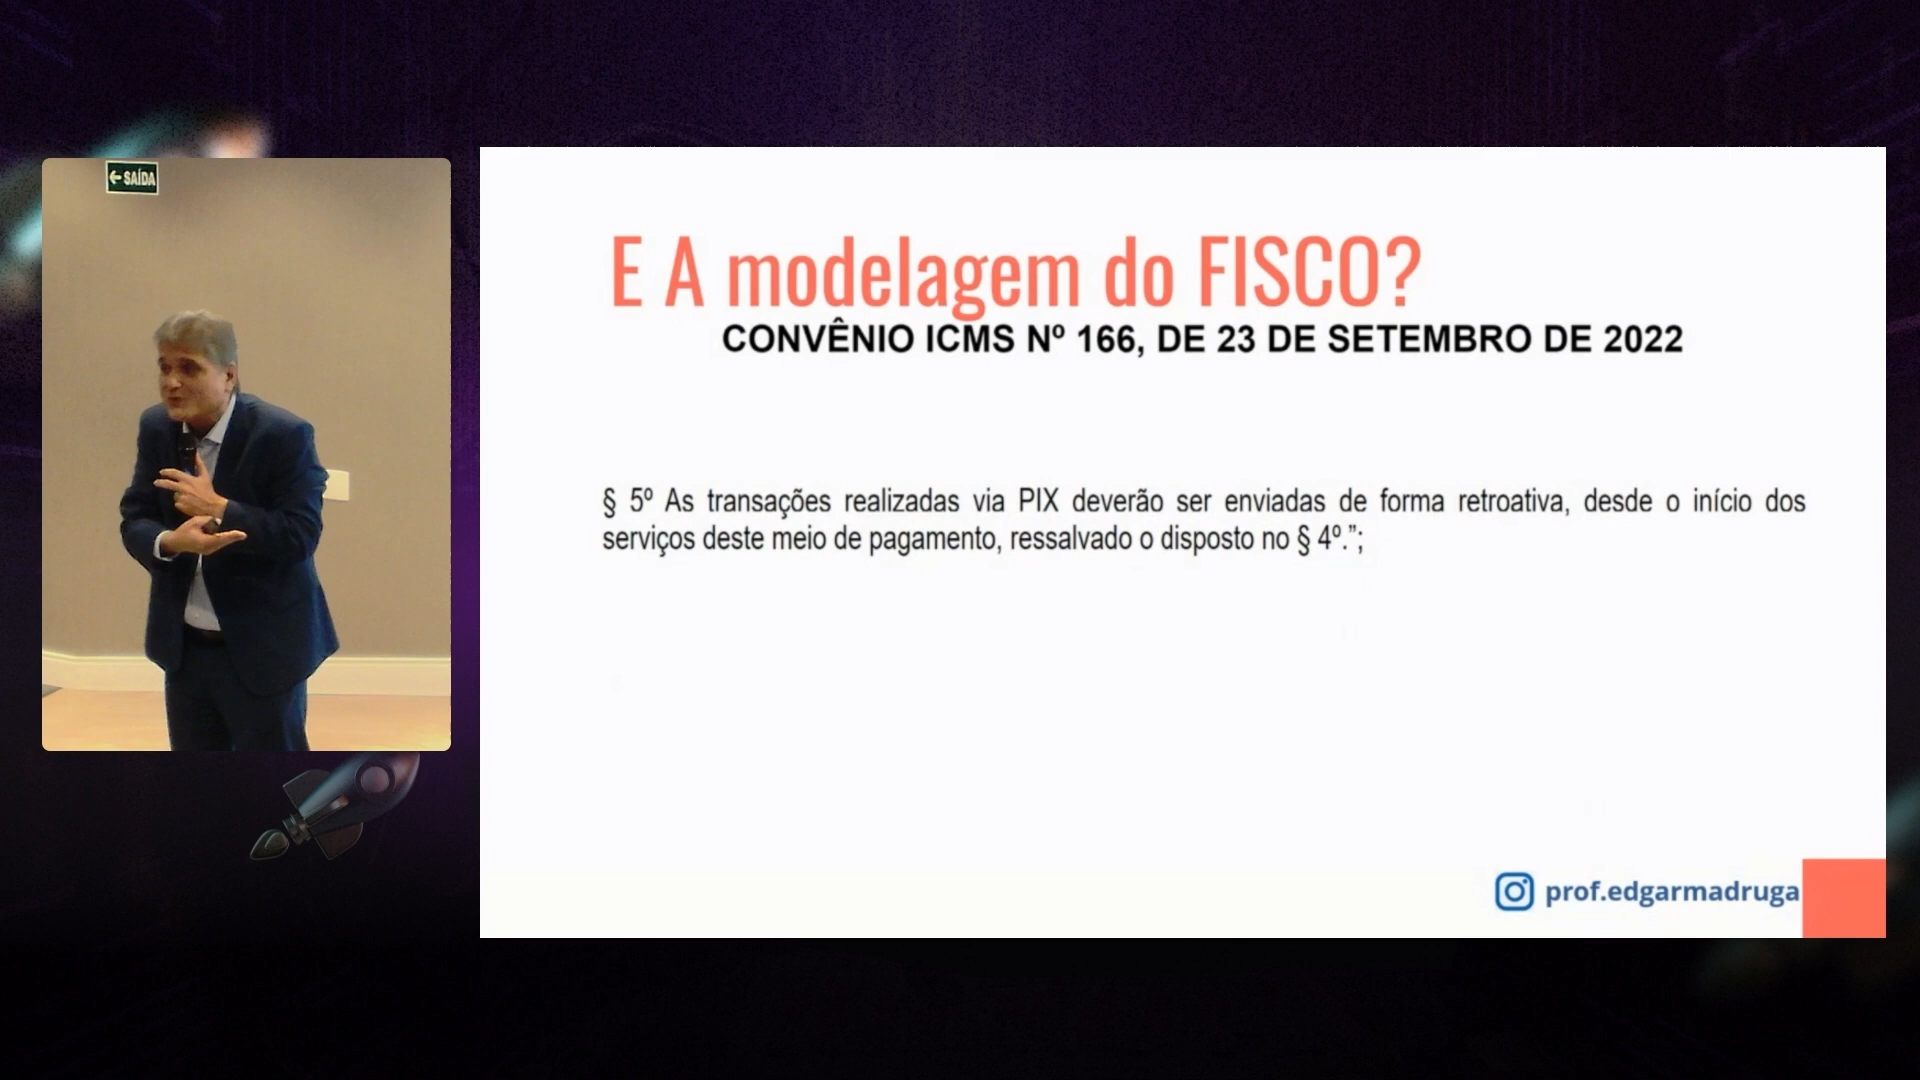 SAÍDA
E A modelagem do FISCO?
CONVÊNIO ICMS Nº 166, DE 23 DE SETEMBRO DE 2022
§ 5º As transações realizadas via PIX deverão ser enviadas de forma retroativa, desde o início dos
serviços deste meio de pagamento, ressalvado o disposto no § 4º.”;
prof.edgarmadruga